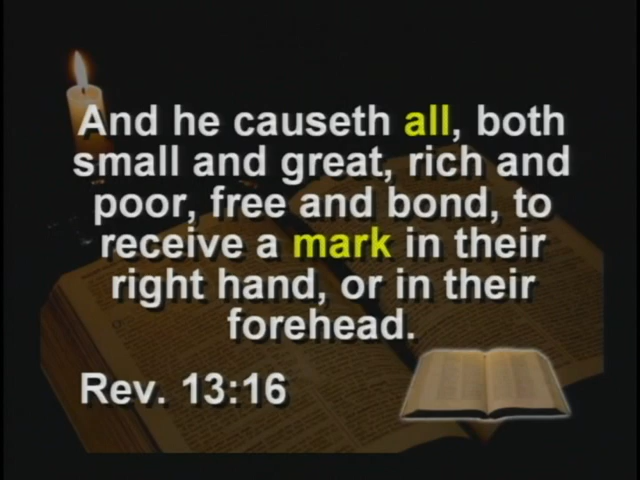 And he causeth all, both
small and great, rich and
poor, free and bond, to
receive a mark in their
right hand, or in their
forehead.
Rev. 13:16